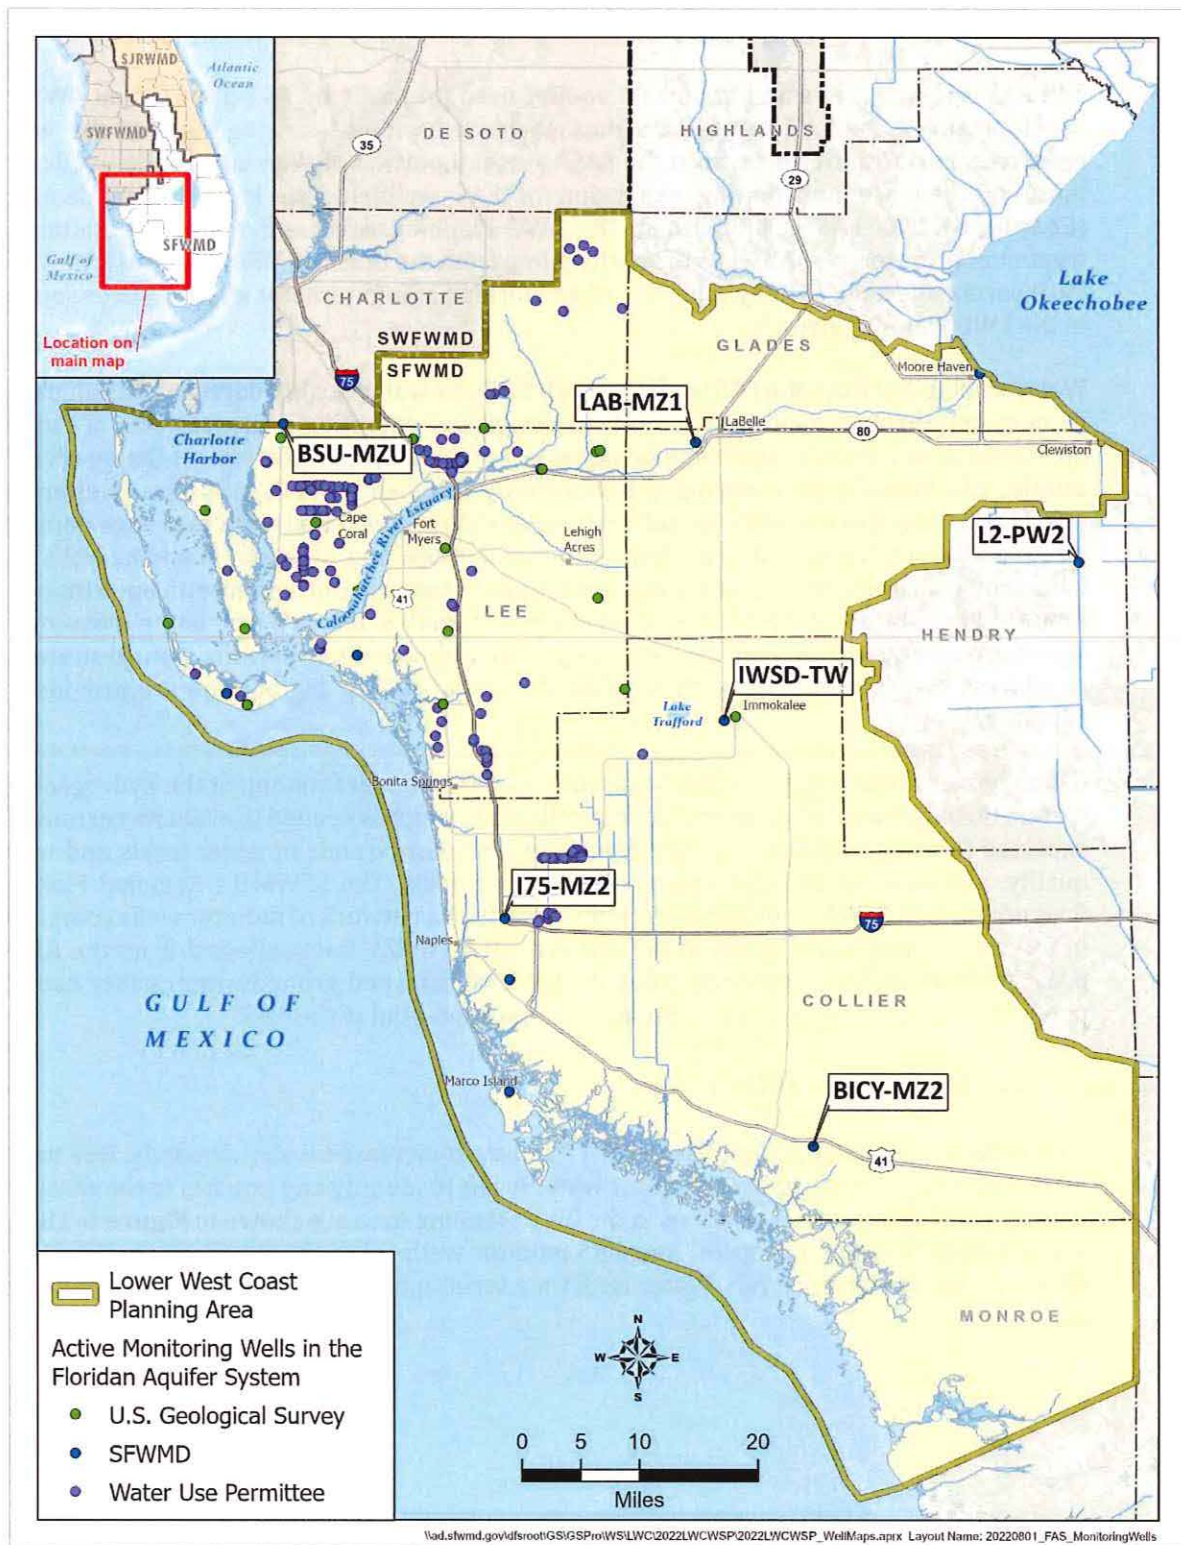 SJRWMD
Atlantic
Ocean
SWFWMD
SFWMD
Gulf of
Mexico
Location on
main map
DESOTO
HIGHLANDS
35
29
Lake
Okeechobee
CHARLOTTE
SWFWMD
SFWMD
GLADES
75
Moore Haven
LAB-MZ1
LaBelle
80
Clewiston
Charlotte
Harbor
BSU-MZU
Cape
Coral
Caloosahatchee River Estuary
Fort
Myers
Lehigh
Acres
L2-PW2
41
LEE
HENDRY
IWSD-TW
Lake
Trafford
Immokalee
Bonita Springs
I75-MZ2
75
Naples
GULF OF
MEXICO
COLLIER
Marco Island
BICY-MZ2
41
MONROE
Lower West Coast
Planning Area
Active Monitoring Wells in the
Floridan Aquifer System
U.S. Geological Survey
SFWMD
Water Use Permittee
N
W E
S
0 5 10 20
Miles
\\ad.sfwmd.gov\dfsroot\GS\GSPro\WS\LWC\2022LWCWSP\2022LWCWSP_WellMaps.aprx Layout Name: 20220801_FAS_MonitoringWells